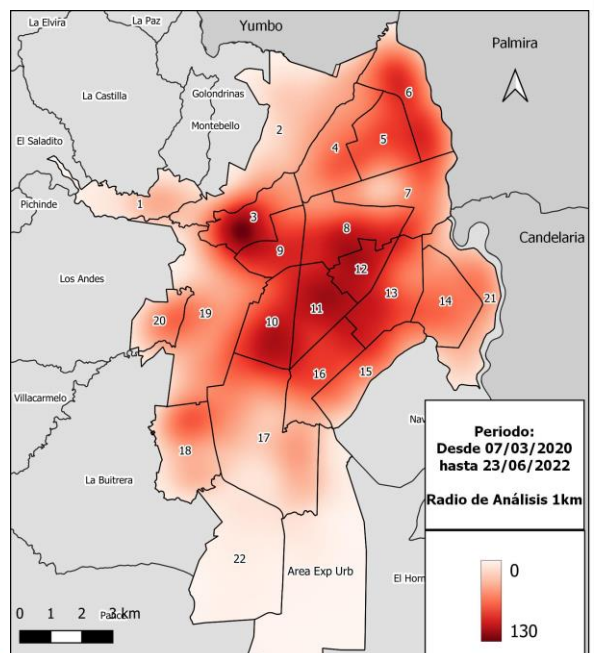 La Elvira
La Paz
Yumbo
Palmira
La Castilla
Golondrinas
6
Montebello
2
El Saladito
4
5
1
7
Pichinde
3
8
Candelaria
9
12
Los Andes
13
14
21
11
20
19
10
16
15
Villacarmelo
17
18
La Buitrera
22
Area Exp Urb
Nav
El Horn
Periodo:
Desde 07/03/2020
hasta 23/06/2022
Radio de Análisis 1km
0
130
0 1 2 3 km